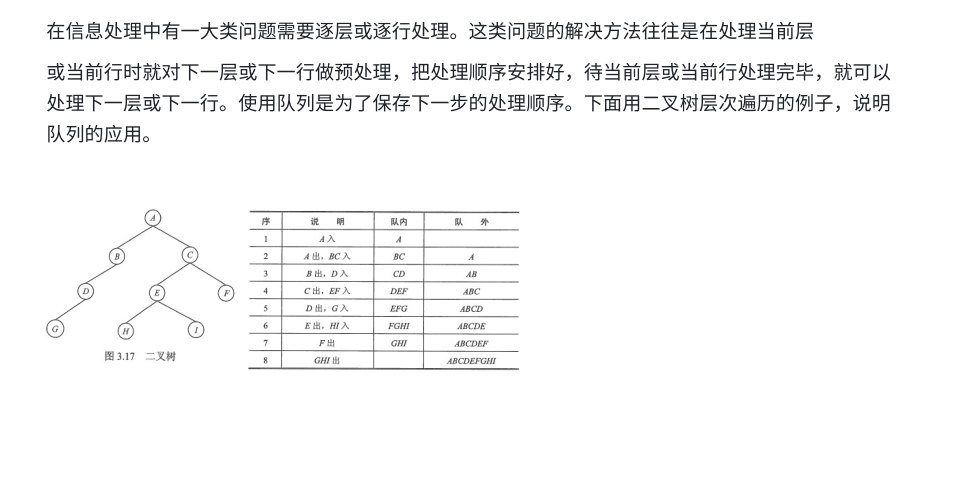 在信息处理中有一大类问题需要逐层或逐行处理。这类问题的解决方法往往是在处理当前层
或当前行时就对下一层或下一行做预处理，把处理顺序安排好，待当前层或当前行处理完毕，就可以
处理下一层或下一行。使用队列是为了保存下一步的处理顺序。下面用二叉树层次遍历的例子，说明
队列的应用。
A
B C
D E F
G H I
图 3.17 二叉树
序 说 明 队内 队 外
1 A 入 A
2 A 出，BC 入 BC A
3 B 出，D 入 CD AB
4 C 出，EF 入 DEF ABC
5 D 出，G 入 EFG ABCD
6 E 出，HI 入 FGHI ABCDE
7 F 出 GHI ABCDEF
8 GHI 出 ABCDEFGHI